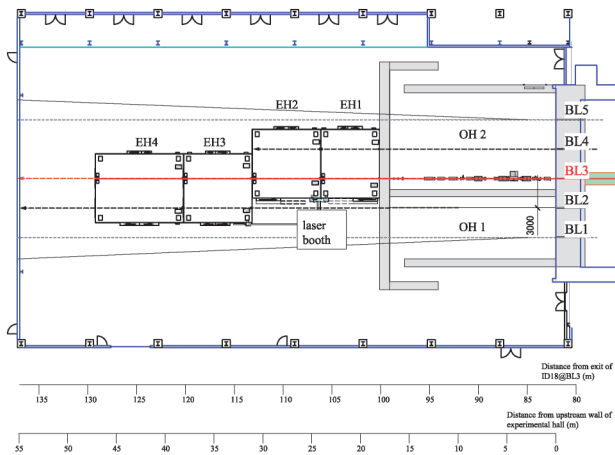 BL5
EH2
EH1
OH 2
EH4
EH3
BL4
BL3
BL2
laser
booth
OH 1
3000
BL1
Distance from exit of
ID18@BL3 (m)
135
130
125
120
115
110
105
100
95
90
85
80
Distance from upstream wall of
experimental hall (m)
55
50
45
40
35
30
25
20
15
10
5
0